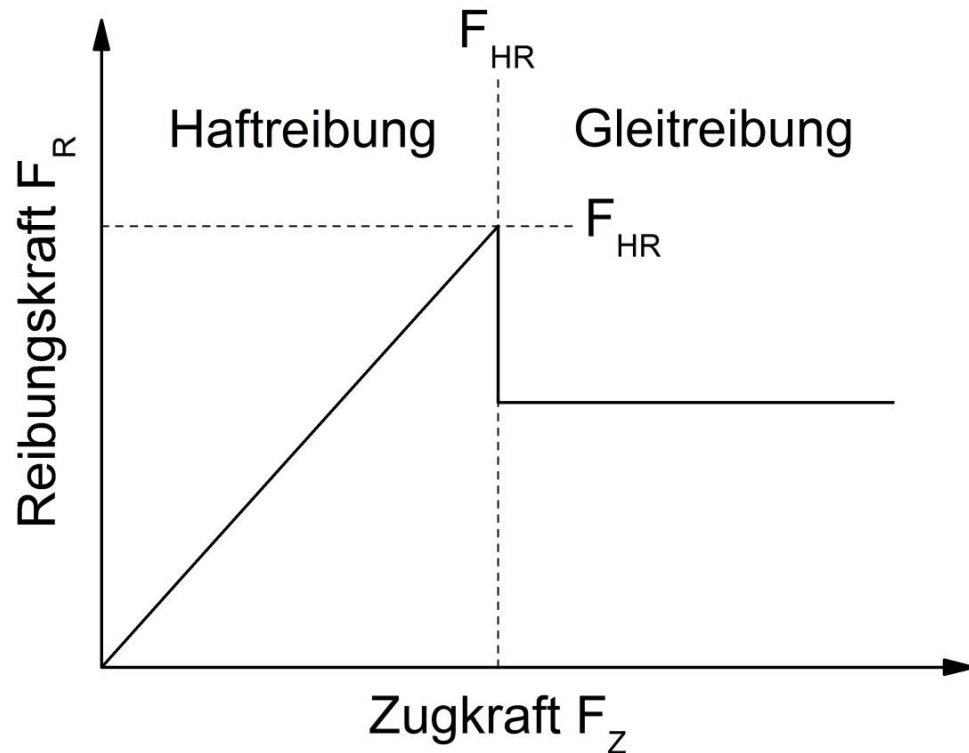 F_HR
Haftreibung
Gleitreibung
F_HR
Reibungskraft F_R
Zugkraft F_Z